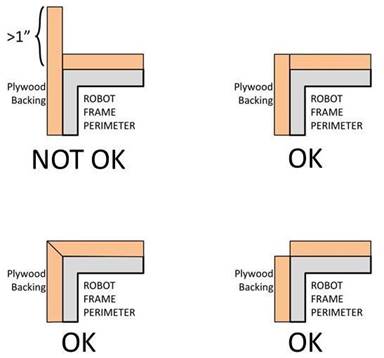 >1”
Plywood
Backing
ROBOT
FRAME
PERIMETER
NOT OK
Plywood
Backing
ROBOT
FRAME
PERIMETER
OK
Plywood
Backing
ROBOT
FRAME
PERIMETER
OK
Plywood
Backing
ROBOT
FRAME
PERIMETER
OK